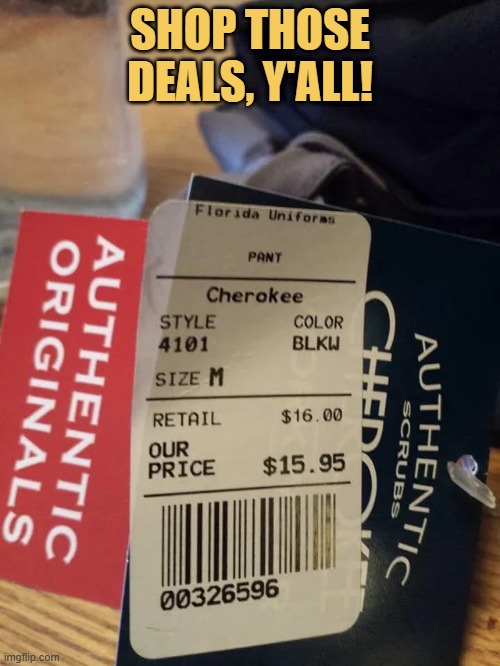 SHOP THOSE
DEALS, Y'ALL!
Florida Uniforms
PANT
Cherokee
STYLE COLOR
4101 BLKW
SIZE M
RETAIL $16.00
OUR
PRICE $15.95
00326596
AUTHENTIC
ORIGINALS
AUTHENTIC
SCRUBS
CHEROKEE
imgflip.com